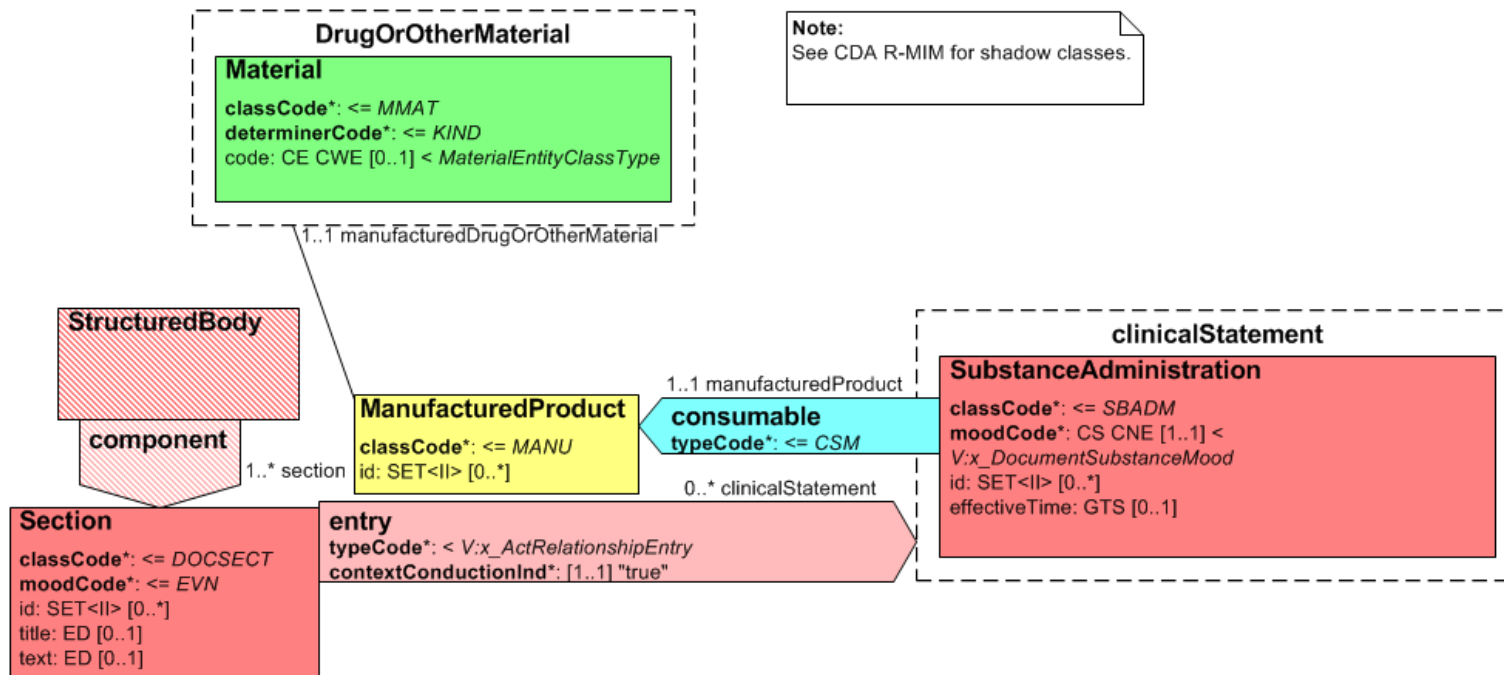 DrugOrOtherMaterial
Material
classCode*: <= MMAT
determinerCode*: <= KIND
code: CE CWE [0..1] < MaterialEntityClassType
1..1 manufacturedDrugOrOtherMaterial
Note:
See CDA R-MIM for shadow classes.
StructuredBody
component
1..* section
ManufacturedProduct
classCode*: <= MANU
id: SET<II> [0..*]
1..1 manufacturedProduct
consumable
typeCode*: <= CSM
clinicalStatement
SubstanceAdministration
classCode*: <= SBADM
moodCode*: CS CNE [1..1] <
V:x_DocumentSubstanceMood
id: SET<II> [0..*]
effectiveTime: GTS [0..1]
0..* clinicalStatement
entry
typeCode*: < V:x_ActRelationshipEntry
contextConductionInd*: [1..1] "true"
Section
classCode*: <= DOCSECT
moodCode*: <= EVN
id: SET<II> [0..*]
title: ED [0..1]
text: ED [0..1]